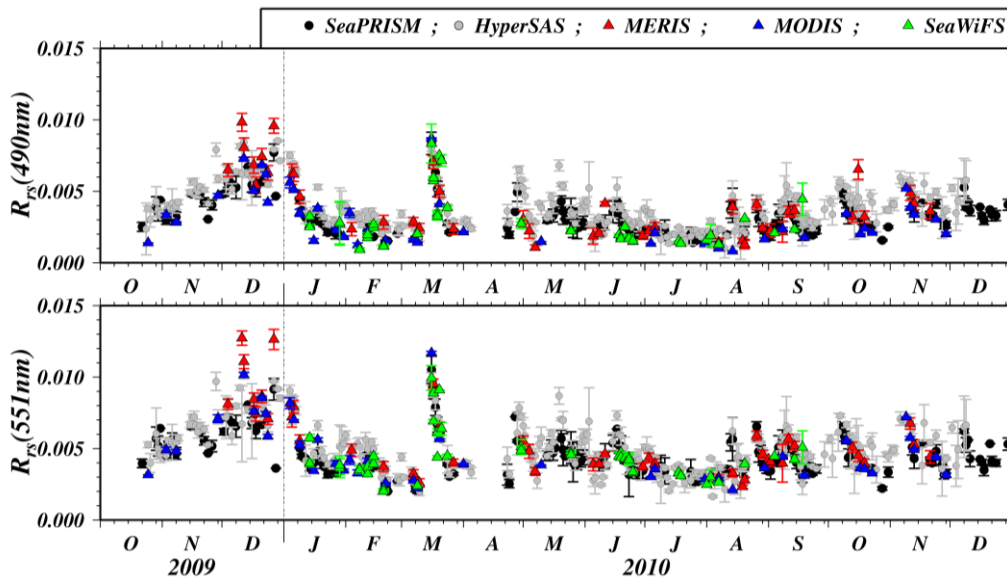 SeaPRISM ; HyperSAS ; MERIS ; MODIS ; SeaWiFS
0.015
0.010
0.005
0.000
Rrs(490nm)
O N D J F M A M J J A S O N D
0.015
0.010
0.005
0.000
Rrs(551nm)
O N D J F M A M J J A S O N D
2009 2010